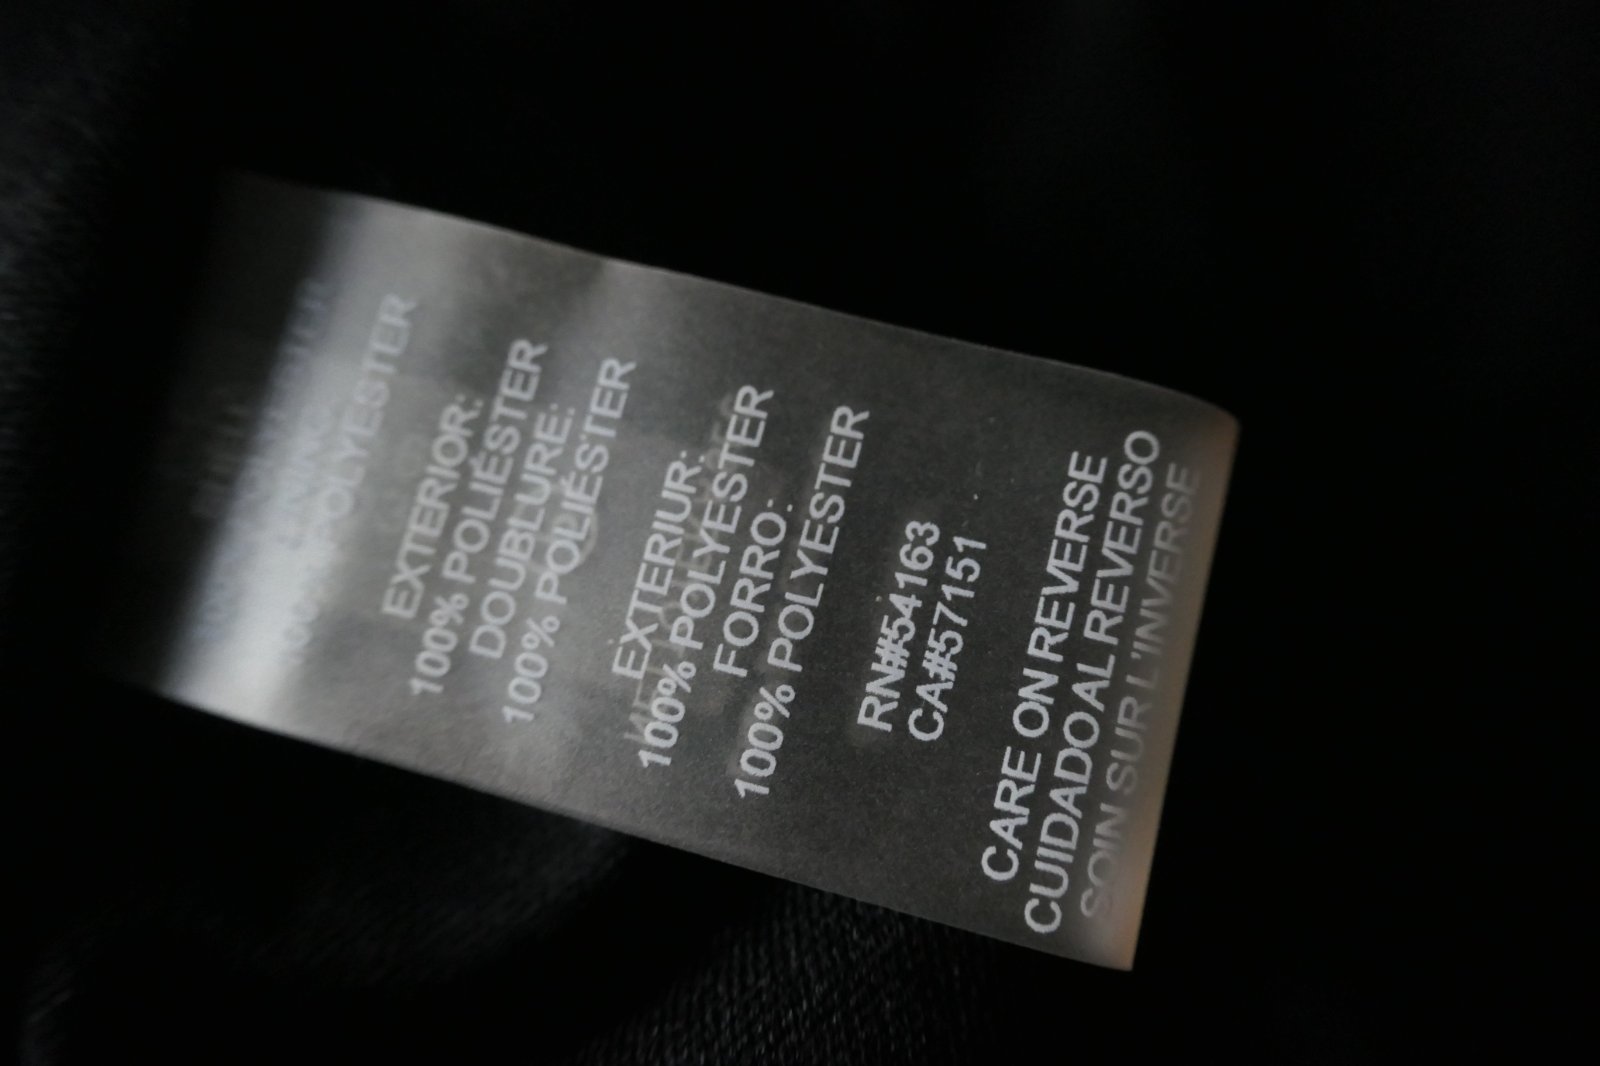 POLYESTER
EXTERIOR:
100% POLIÉSTER
DOUBLURE:
100% POLIÉSTER
EXTERIUR:
100% POLYESTER
FORRO:
100% POLYESTER
RN#54163
CA#57151
CARE ON REVERSE
CUIDADO AL REVERSO
SOIN SUR L'INVERSE